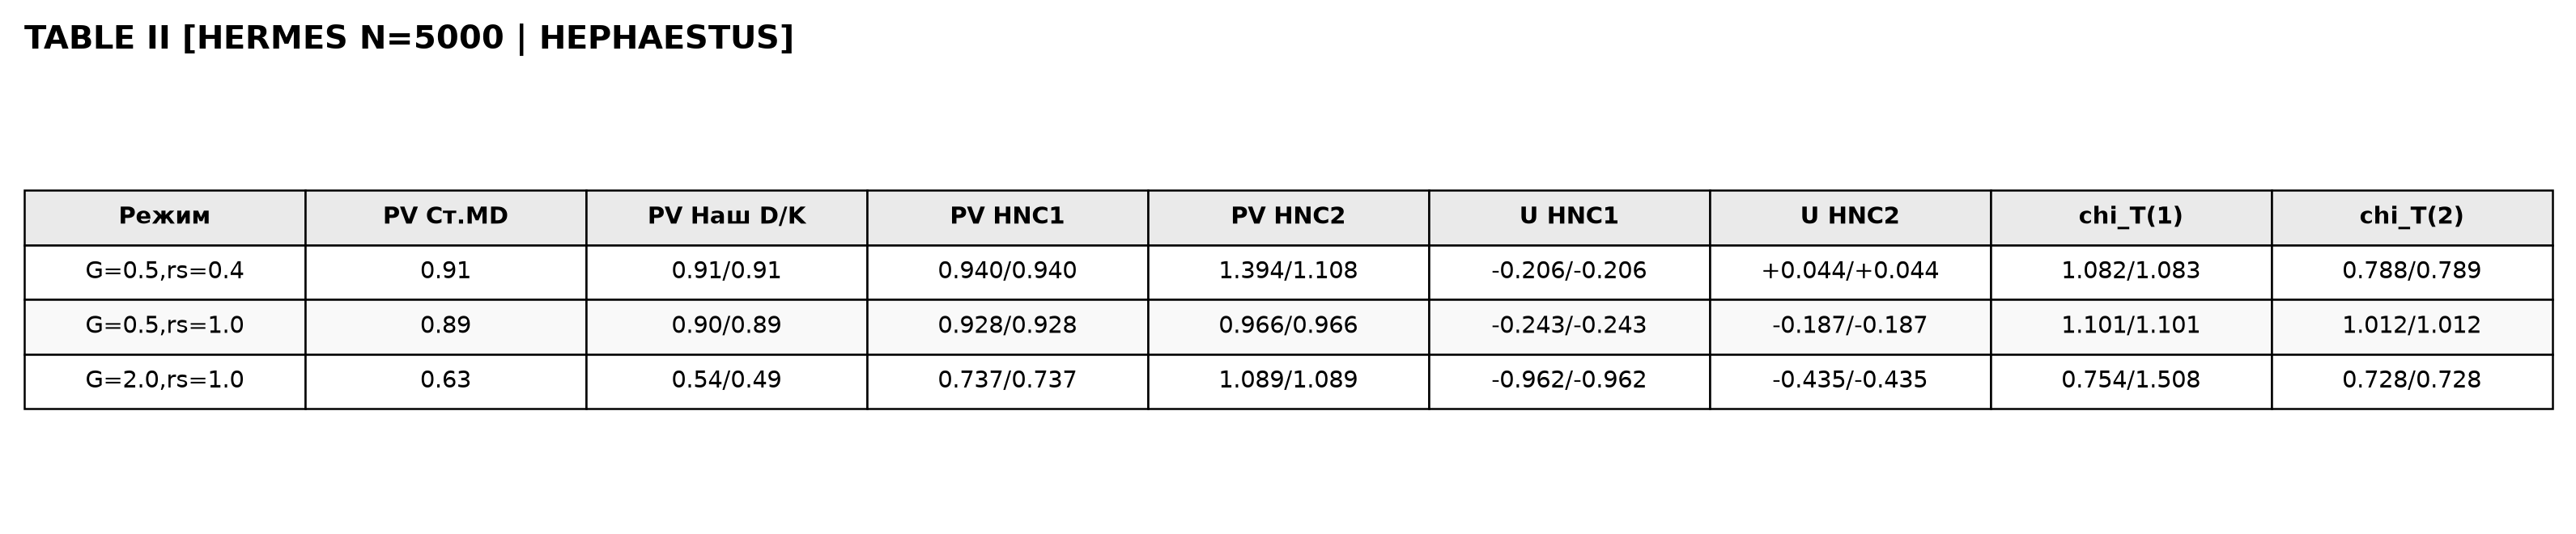 TABLE II [HERMES N=5000 | HEPHAESTUS]
Режим PV Ст.MD PV Наш D/K PV HNC1 PV HNC2 U HNC1 U HNC2 chi_T(1) chi_T(2)
G=0.5,rs=0.4 0.91 0.91/0.91 0.940/0.940 1.394/1.108 -0.206/-0.206 +0.044/+0.044 1.082/1.083 0.788/0.789
G=0.5,rs=1.0 0.89 0.90/0.89 0.928/0.928 0.966/0.966 -0.243/-0.243 -0.187/-0.187 1.101/1.101 1.012/1.012
G=2.0,rs=1.0 0.63 0.54/0.49 0.737/0.737 1.089/1.089 -0.962/-0.962 -0.435/-0.435 0.754/1.508 0.728/0.728